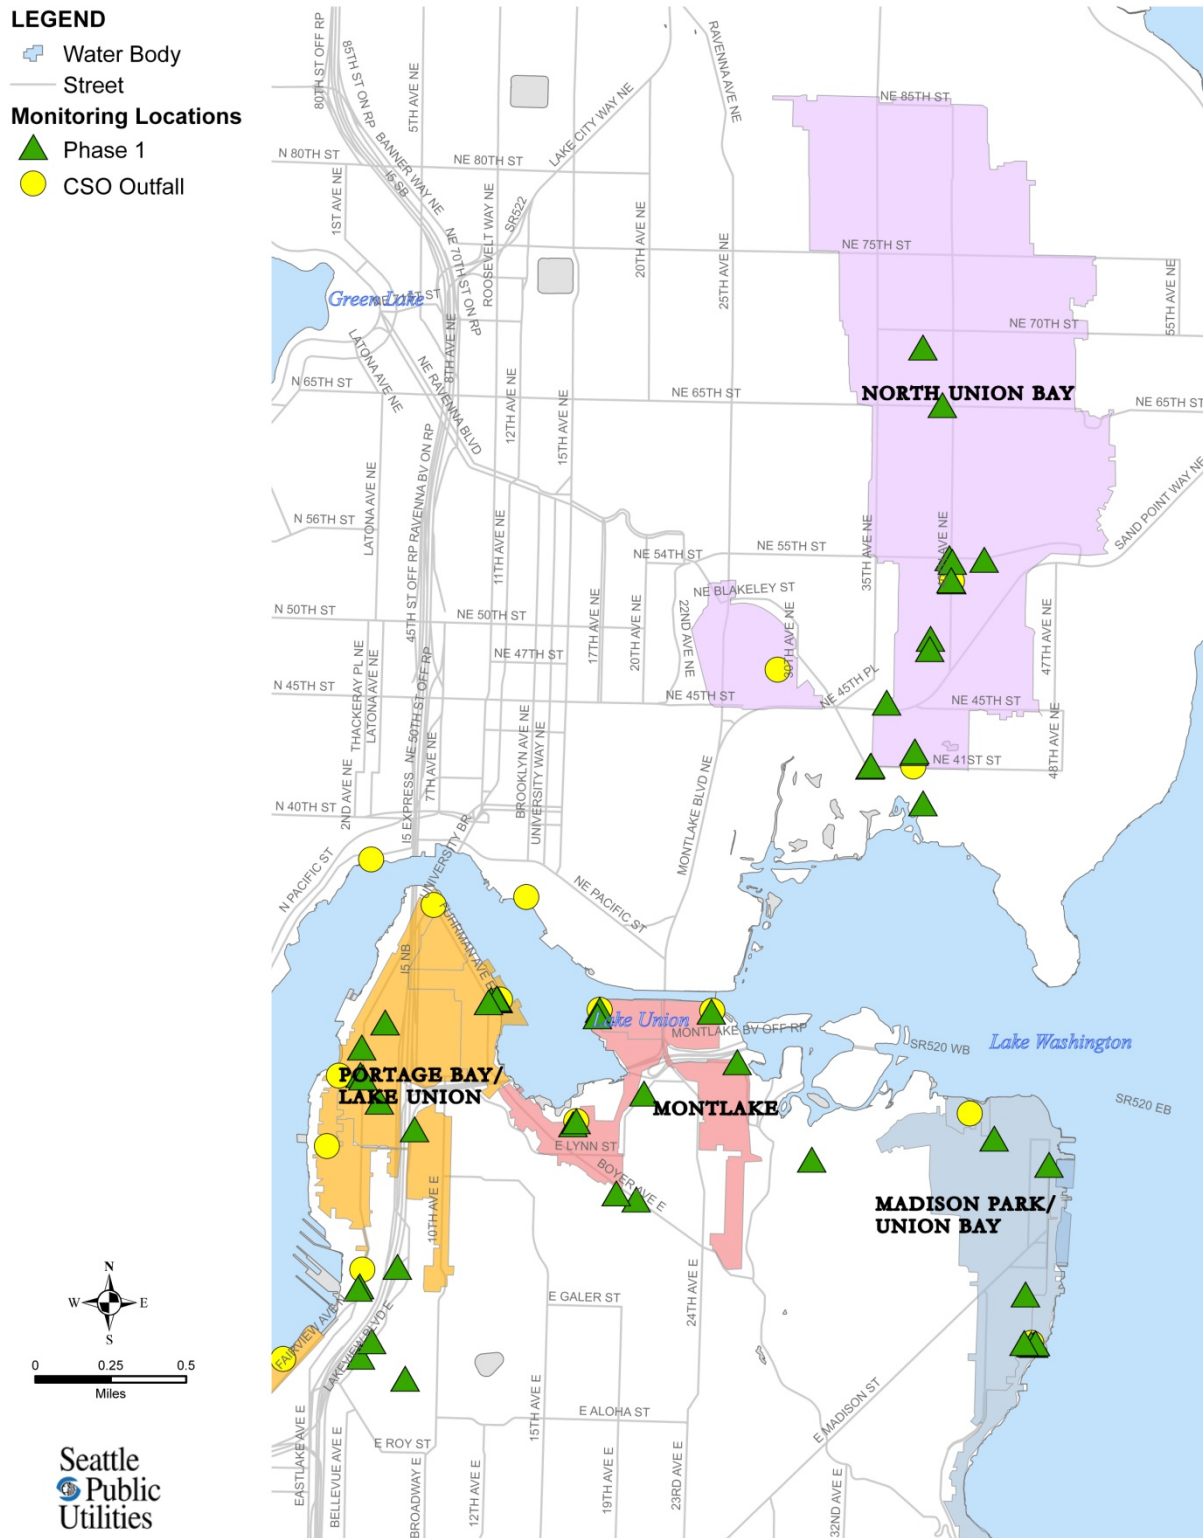 LEGEND
Water Body
Street
Monitoring Locations
Phase 1
CSO Outfall
80TH ST OFF RP
85TH ST ON RP
5TH AVE NE
BANNER WAY NE
I5 SB
N 80TH ST
NE 80TH ST
1ST AVE NE
LAKE CITY WAY NE
RAVENNA AVE NE
NE 85TH ST
SR522
ROOSEVELT WAY NE
NE 70TH ST ON RP
20TH AVE NE
25TH AVE NE
NE 75TH ST
55TH AVE NE
Green Lake
NE 71ST ST
NE 70TH ST
LATONA AVE NE
8TH AVE NE
NE RAVENNA BLVD
N 65TH ST
NE 65TH ST
NE 65TH ST
12TH AVE NE
15TH AVE NE
NORTH UNION BAY
SAND POINT WAY NE
LATONA AVE NE
RAVENNA BV ON RP
45TH ST OFF RP
N 56TH ST
11TH AVE NE
NE 54TH ST
NE 55TH ST
35TH AVE NE
AVE NE
NE BLAKELEY ST
N 50TH ST
NE 50TH ST
17TH AVE NE
20TH AVE NE
22ND AVE NE
30TH AVE NE
47TH AVE NE
THACKERAY PL NE
LATONA AVE NE
NE 50TH ST OFF RP
NE 47TH ST
N 45TH ST
NE 45TH ST
NE 45TH PL
NE 45TH ST
2ND AVE NE
I5 EXPRESS
7TH AVE NE
BROOKLYN AVE NE
UNIVERSITY WAY NE
MONTLAKE BLVD NE
NE 41ST ST
48TH AVE NE
N 40TH ST
N PACIFIC ST
UNIVERSITY BR
NE PACIFIC ST
FUHRMAN AVE E
I5 NB
Lake Union
MONTLAKE BV OFF RP
SR520 WB
Lake Washington
SR520 EB
PORTAGE BAY/
LAKE UNION
MONTLAKE
E LYNN ST
BOYER AVE E
10TH AVE E
MADISON PARK/
UNION BAY
FAIRVIEW AVE N
LAKEVIEW BLVD E
E GALER ST
24TH AVE E
15TH AVE E
E ALOHA ST
E MADISON ST
E ROY ST
EASTLAKE AVE E
BELLEVUE AVE E
BROADWAY E
12TH AVE E
19TH AVE E
23RD AVE E
32ND AVE E
N
W E
S
0 0.25 0.5
Miles
Seattle
Public
Utilities